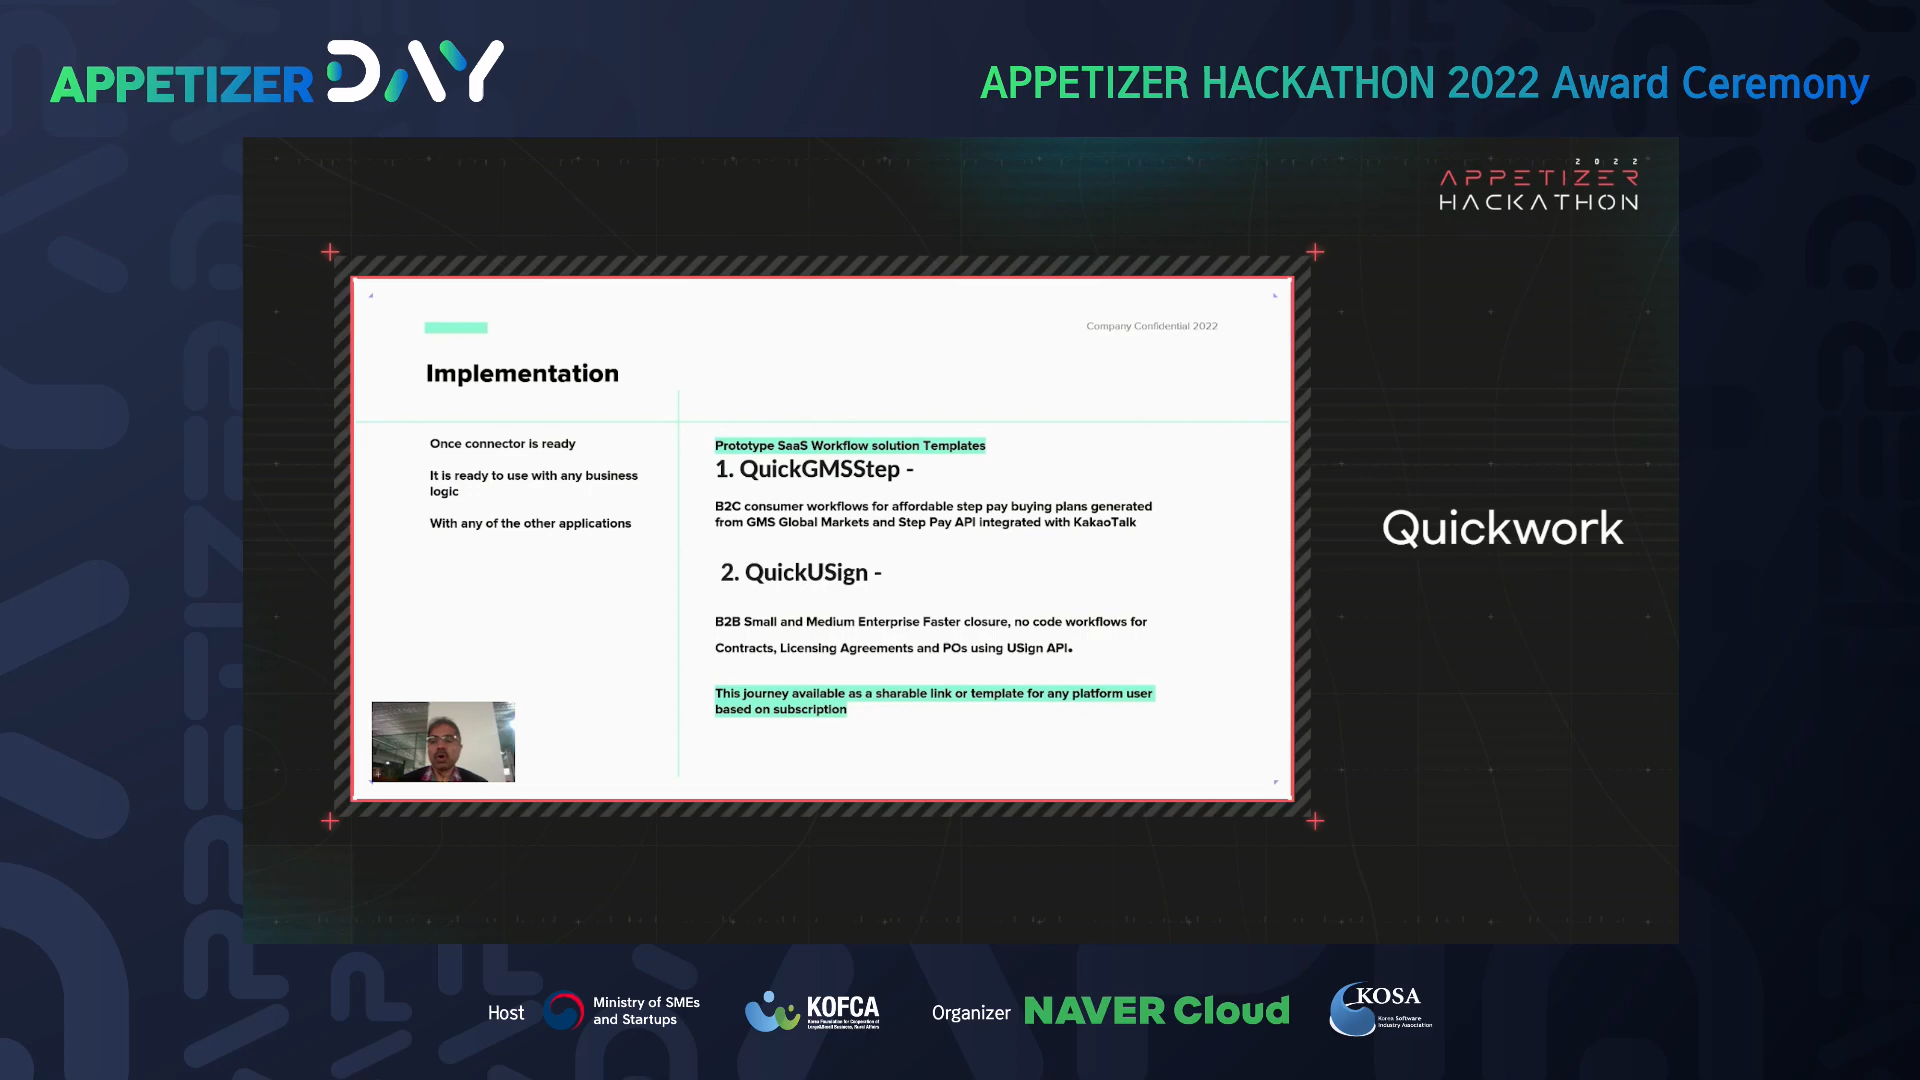 APPETIZER DAY
APPETIZER HACKATHON 2022 Award Ceremony
2022
APPETIZER
HACKATHON
Company Confidential 2022
Implementation
Once connector is ready
It is ready to use with any business
logic
With any of the other applications
Prototype SaaS Workflow solution Templates
1. QuickGMSStep -
B2C consumer workflows for affordable step pay buying plans generated
from GMS Global Markets and Step Pay API integrated with KakaoTalk
2. QuickUSign -
B2B Small and Medium Enterprise Faster closure, no code workflows for
Contracts, Licensing Agreements and POs using USign API.
This journey available as a sharable link or template for any platform user
based on subscription
Quickwork
Host
Ministry of SMEs
and Startups
KOFCA
Organizer
NAVER Cloud
KOSA
Korea Software
Industry Association